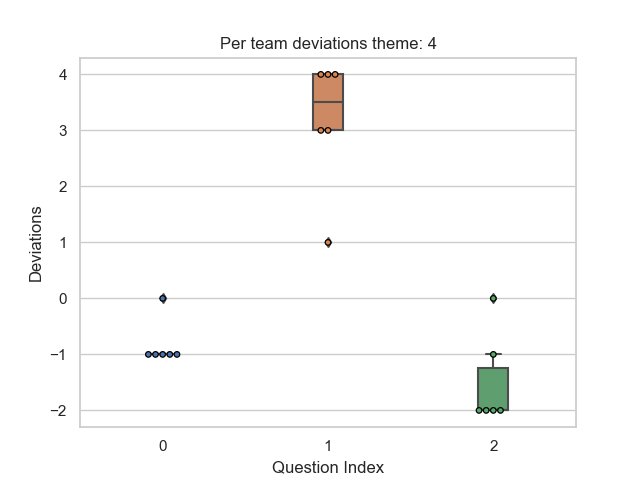 Per team deviations theme: 4
4
3
2
1
0
−1
−2
Deviations
0 1 2
Question Index